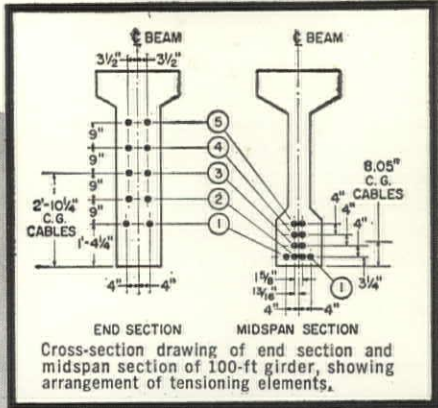 ℄ BEAM
℄ BEAM
3½" 3½"
5
9"
4
9"
3
8.05"
C.G.
CABLES
9"
2'-10¼"
C.G.
CABLES
2
9"
1
1'-4¼"
4"
4"
4"
3¼"
1⅝"
1
13/16"
4" 4"
4" 4"
END SECTION
MIDSPAN SECTION
Cross-section drawing of end section and
midspan section of 100-ft girder, showing
arrangement of tensioning elements.